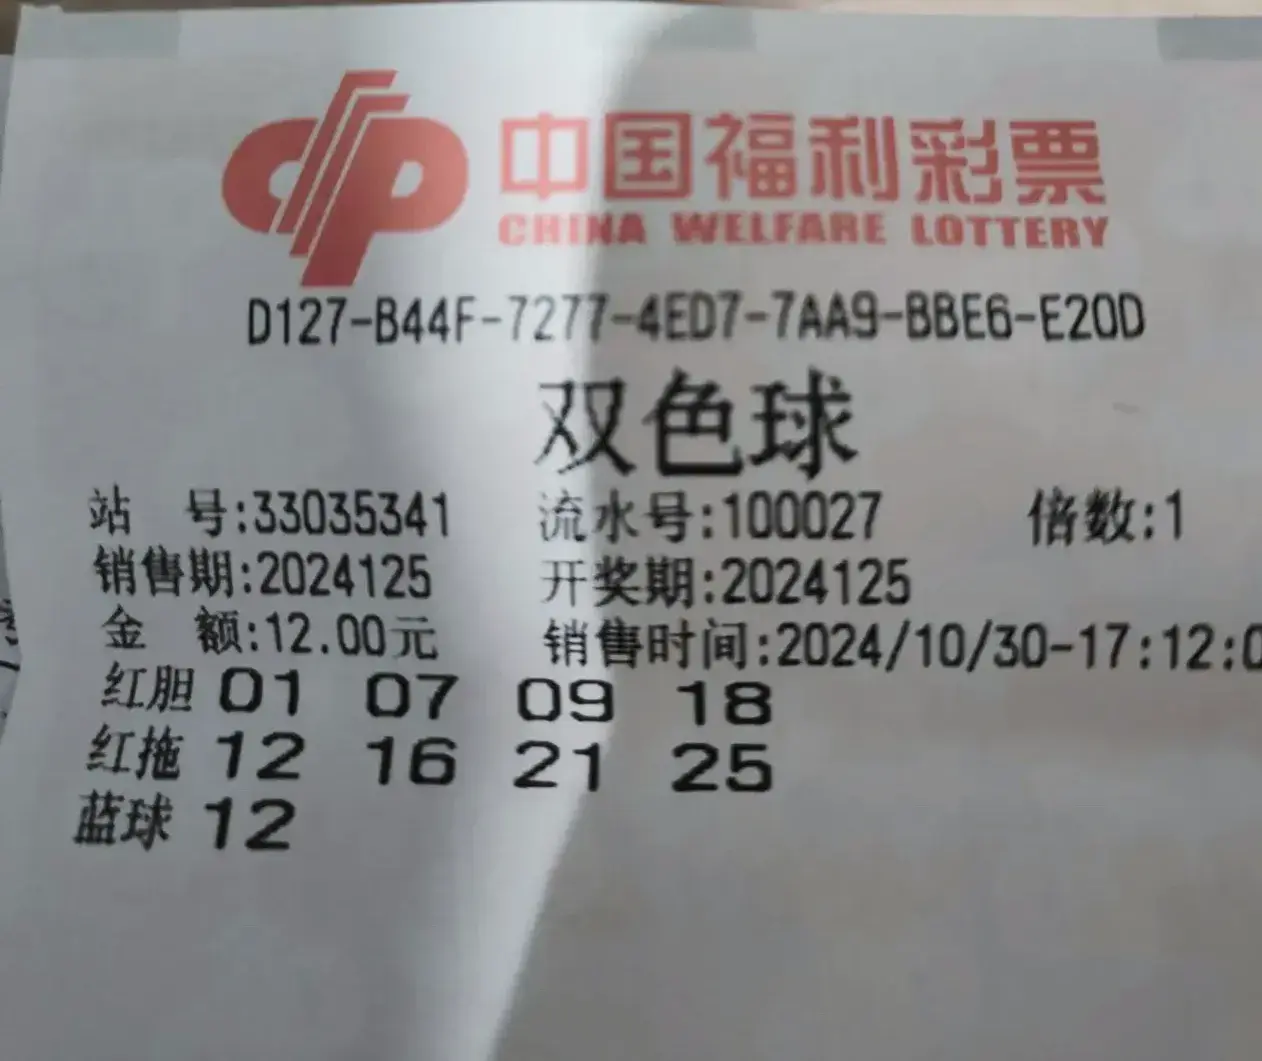 中国福利彩票
CHINA WELFARE LOTTERY
D127-B44F-7277-4ED7-7AA9-BBE6-E20D
双色球
站 号:33035341 流水号:100027 倍数:1
销售期:2024125 开奖期:2024125
金 额:12.00元 销售时间:2024/10/30-17:12:0
红胆 01 07 09 18
红拖 12 16 21 25
蓝球 12